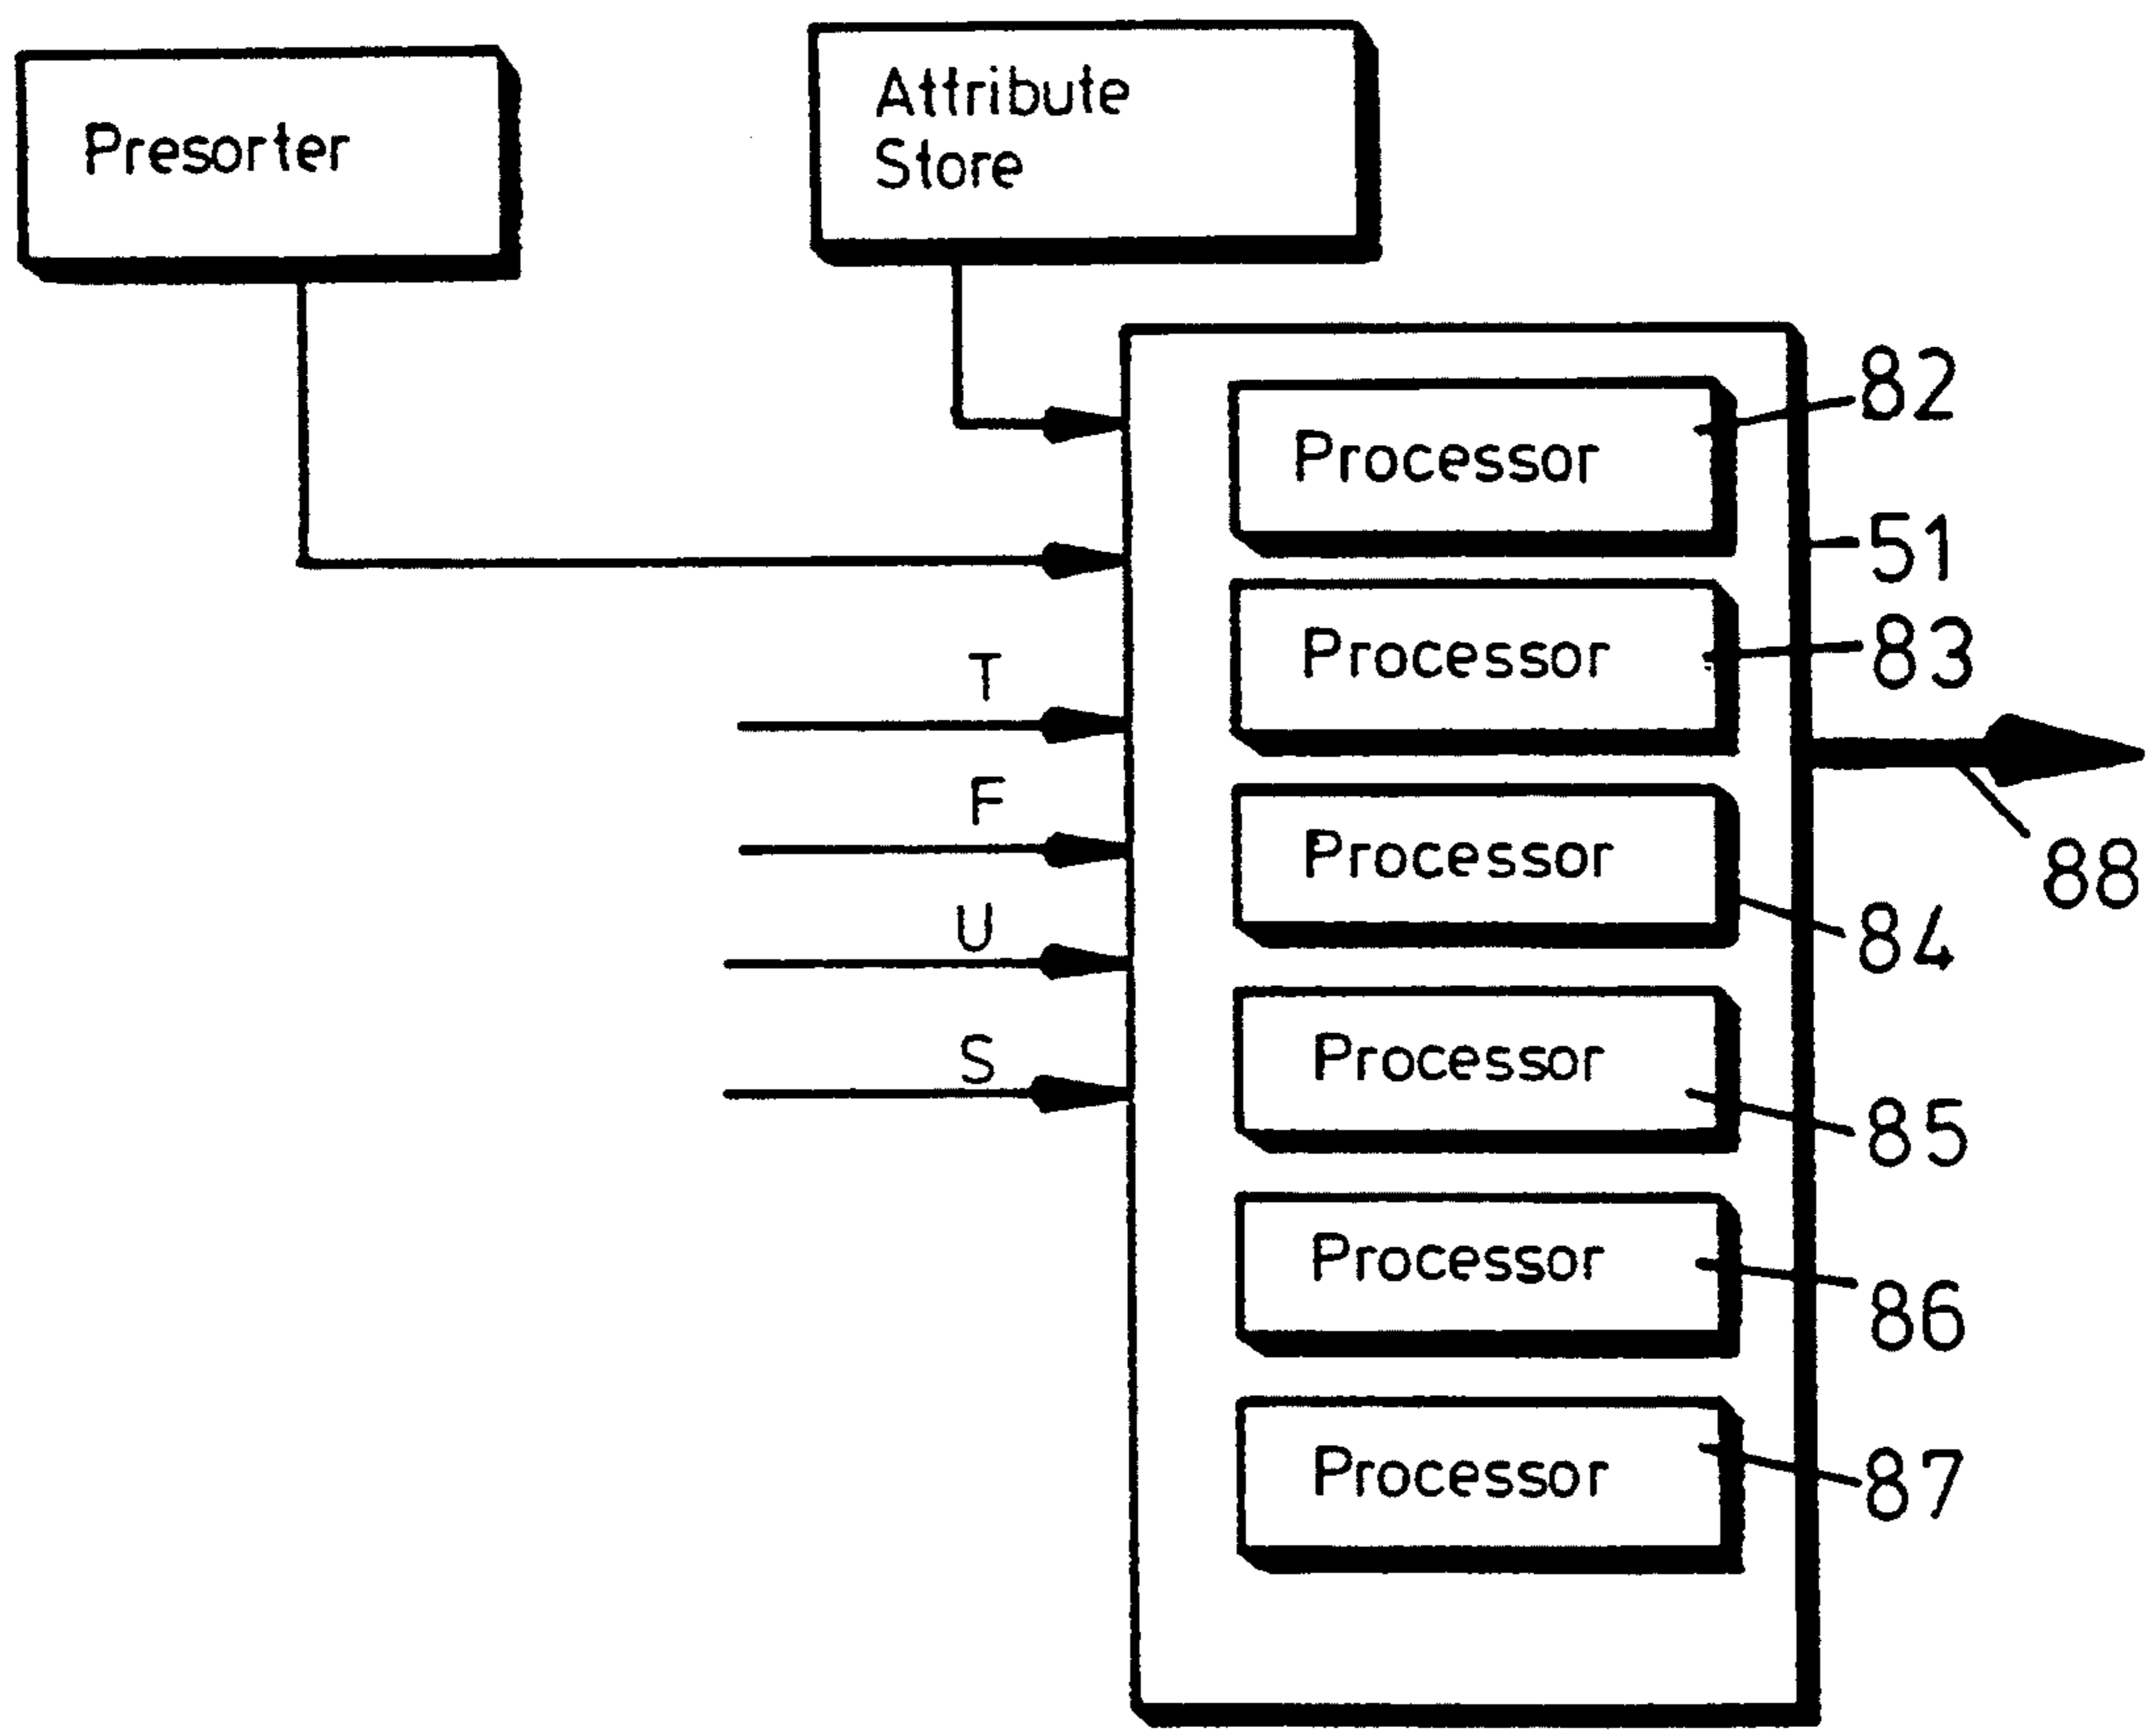 Presorter
Attribute
Store
Processor
82
51
Processor
83
T
F
Processor
88
U
84
S
Processor
85
Processor
86
Processor
87